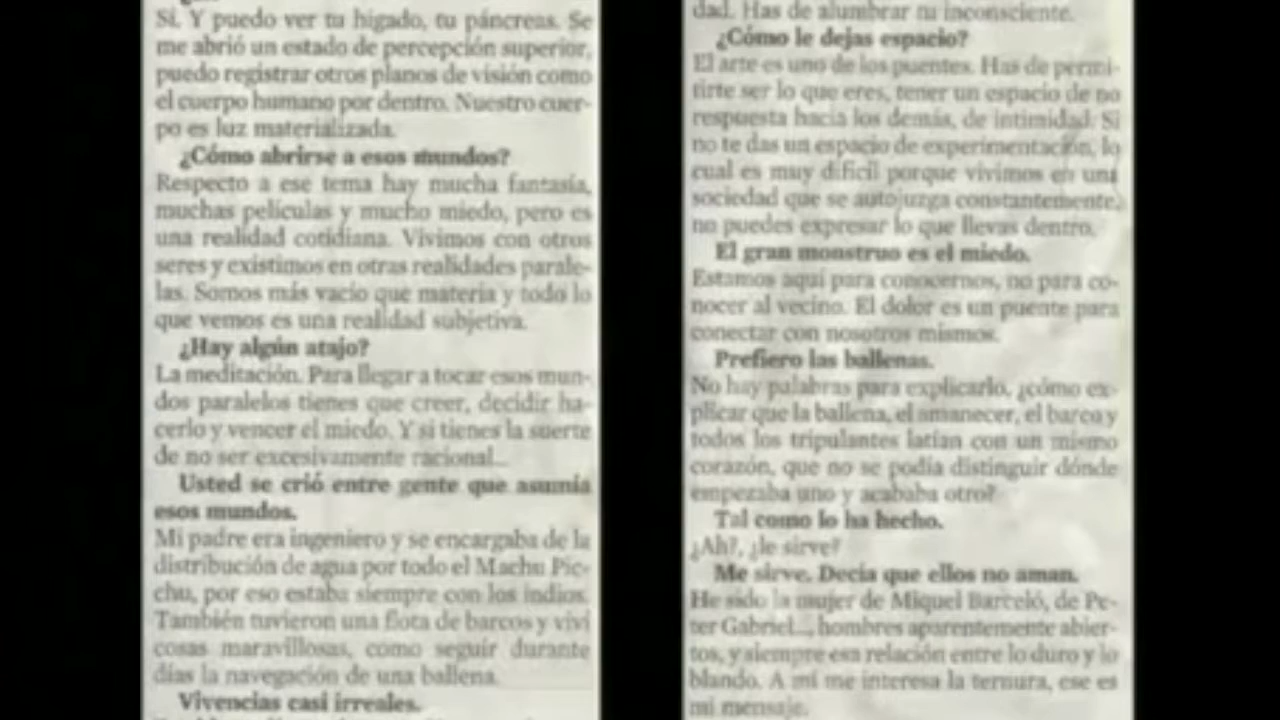 Sí. Y puedo ver tu hígado, tu páncreas. Se
me abrió un estado de percepción superior,
puedo registrar otros planos de visión como
el cuerpo humano por dentro. Nuestro cuer-
po es luz materializada.
¿Cómo abrirse a esos mundos?
Respecto a ese tema hay mucha fantasía,
muchas películas y mucho miedo, pero es
una realidad cotidiana. Vivimos con otros
seres y existimos en otras realidades parale-
las. Somos más vacío que materia y todo lo
que vemos es una realidad subjetiva.
¿Hay algún atajo?
La meditación. Para llegar a tocar esos mun-
dos paralelos tienes que creer, decidir ha-
cerlo y vencer el miedo. Y si tienes la suerte
de no ser excesivamente racional...
Usted se crió entre gente que asumía
esos mundos.
Mi padre era ingeniero y se encargaba de la
distribución de agua por todo el Machu Pic-
chu, por eso estaba siempre con los indios.
También tuvieron una flota de barcos y viví
cosas maravillosas, como seguir durante
días la navegación de una ballena.
Vivencias casi irreales.
dad. Has de alumbrar tu inconsciente.
¿Cómo le dejas espacio?
El arte es uno de los puentes. Has de permi-
tirte ser lo que eres, tener un espacio de no
respuesta hacia los demás, de intimidad. Si
no te das un espacio de experimentación, lo
cual es muy difícil porque vivimos en una
sociedad que se autojuzga constantemente,
no puedes expresar lo que llevas dentro.
El gran monstruo es el miedo.
Estamos aquí para conocernos, no para co-
nocer al vecino. El dolor es un puente para
conectar con nosotros mismos.
Prefiero las ballenas.
No hay palabras para explicarlo, ¿cómo ex-
plicar que la ballena, el amanecer, el barco y
todos los tripulantes latían con un mismo
corazón, que no se podía distinguir dónde
empezaba uno y acababa otro?
Tal como lo ha hecho.
¿Ah?, ¿le sirve?
Me sirve. Decía que ellos no aman.
He sido la mujer de Miquel Barceló, de Pe-
ter Gabriel..., hombres aparentemente abier-
tos, y siempre esa relación entre lo duro y lo
blando. A mí me interesa la ternura, ese es
mi mensaje.